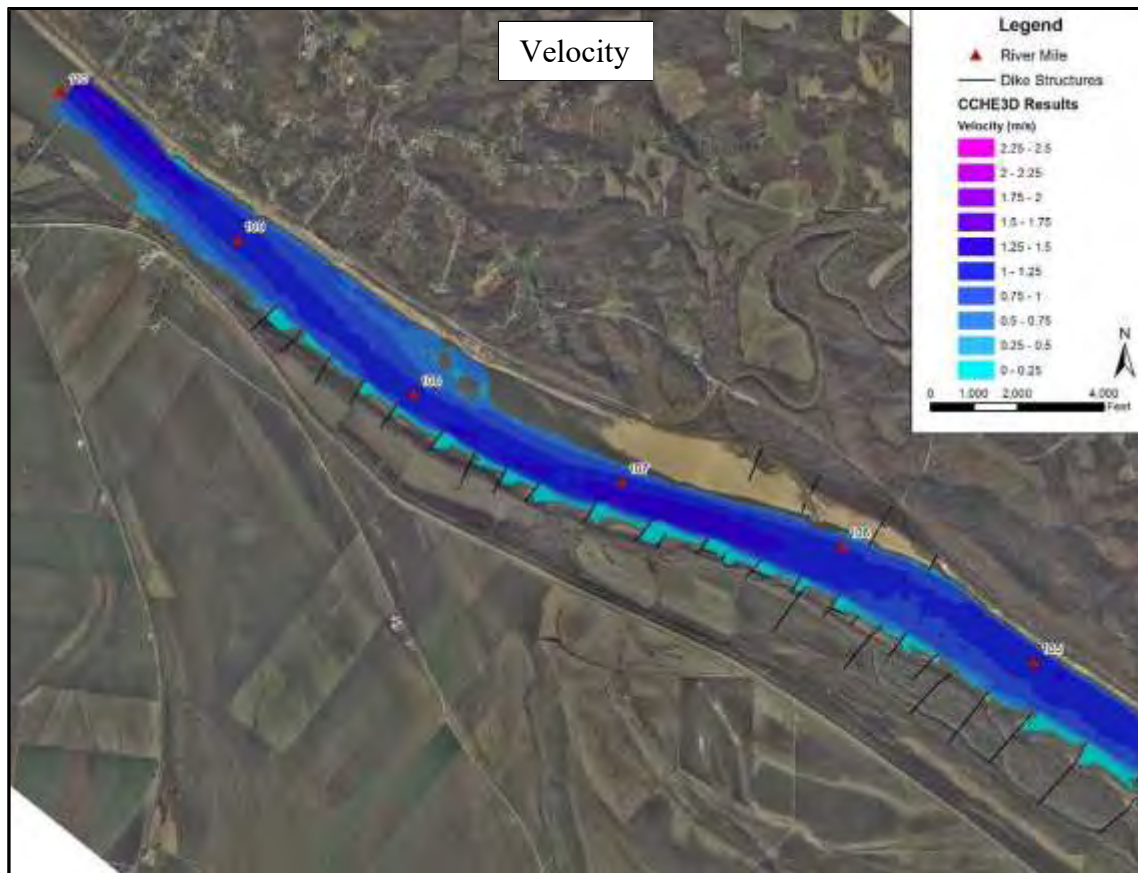 Velocity
Legend
River Mile
Dike Structures
CCHE3D Results
Velocity (m/s)
2.25 - 2.5
2 - 2.25
1.75 - 2
1.5 - 1.75
1.25 - 1.5
1 - 1.25
0.75 - 1
0.5 - 0.75
0.25 - 0.5
0 - 0.25
N
0 1,000 2,000 4,000
Feet
107
106
105